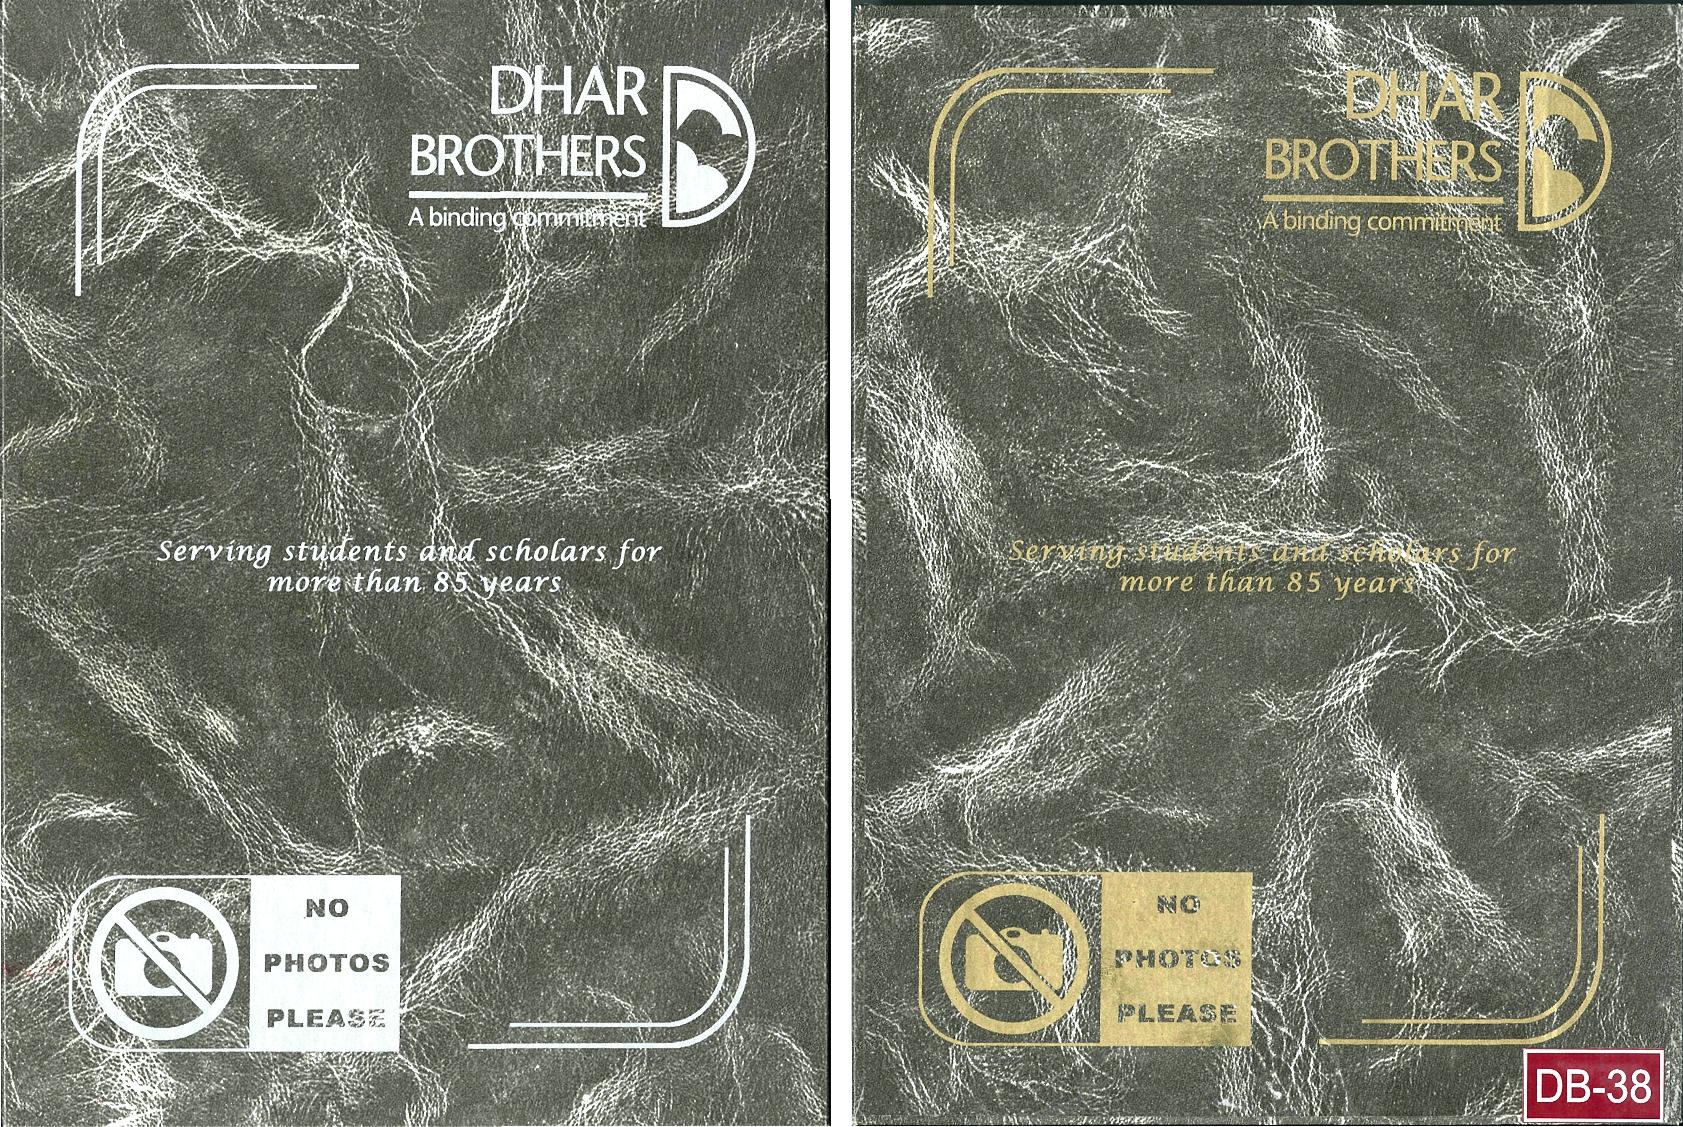 DHAR
BROTHERS
A binding commitment
Serving students and scholars for
more than 85 years
NO
PHOTOS
PLEASE
DHAR
BROTHERS
A binding commitment
Serving students and scholars for
more than 85 years
NO
PHOTOS
PLEASE
DB-38